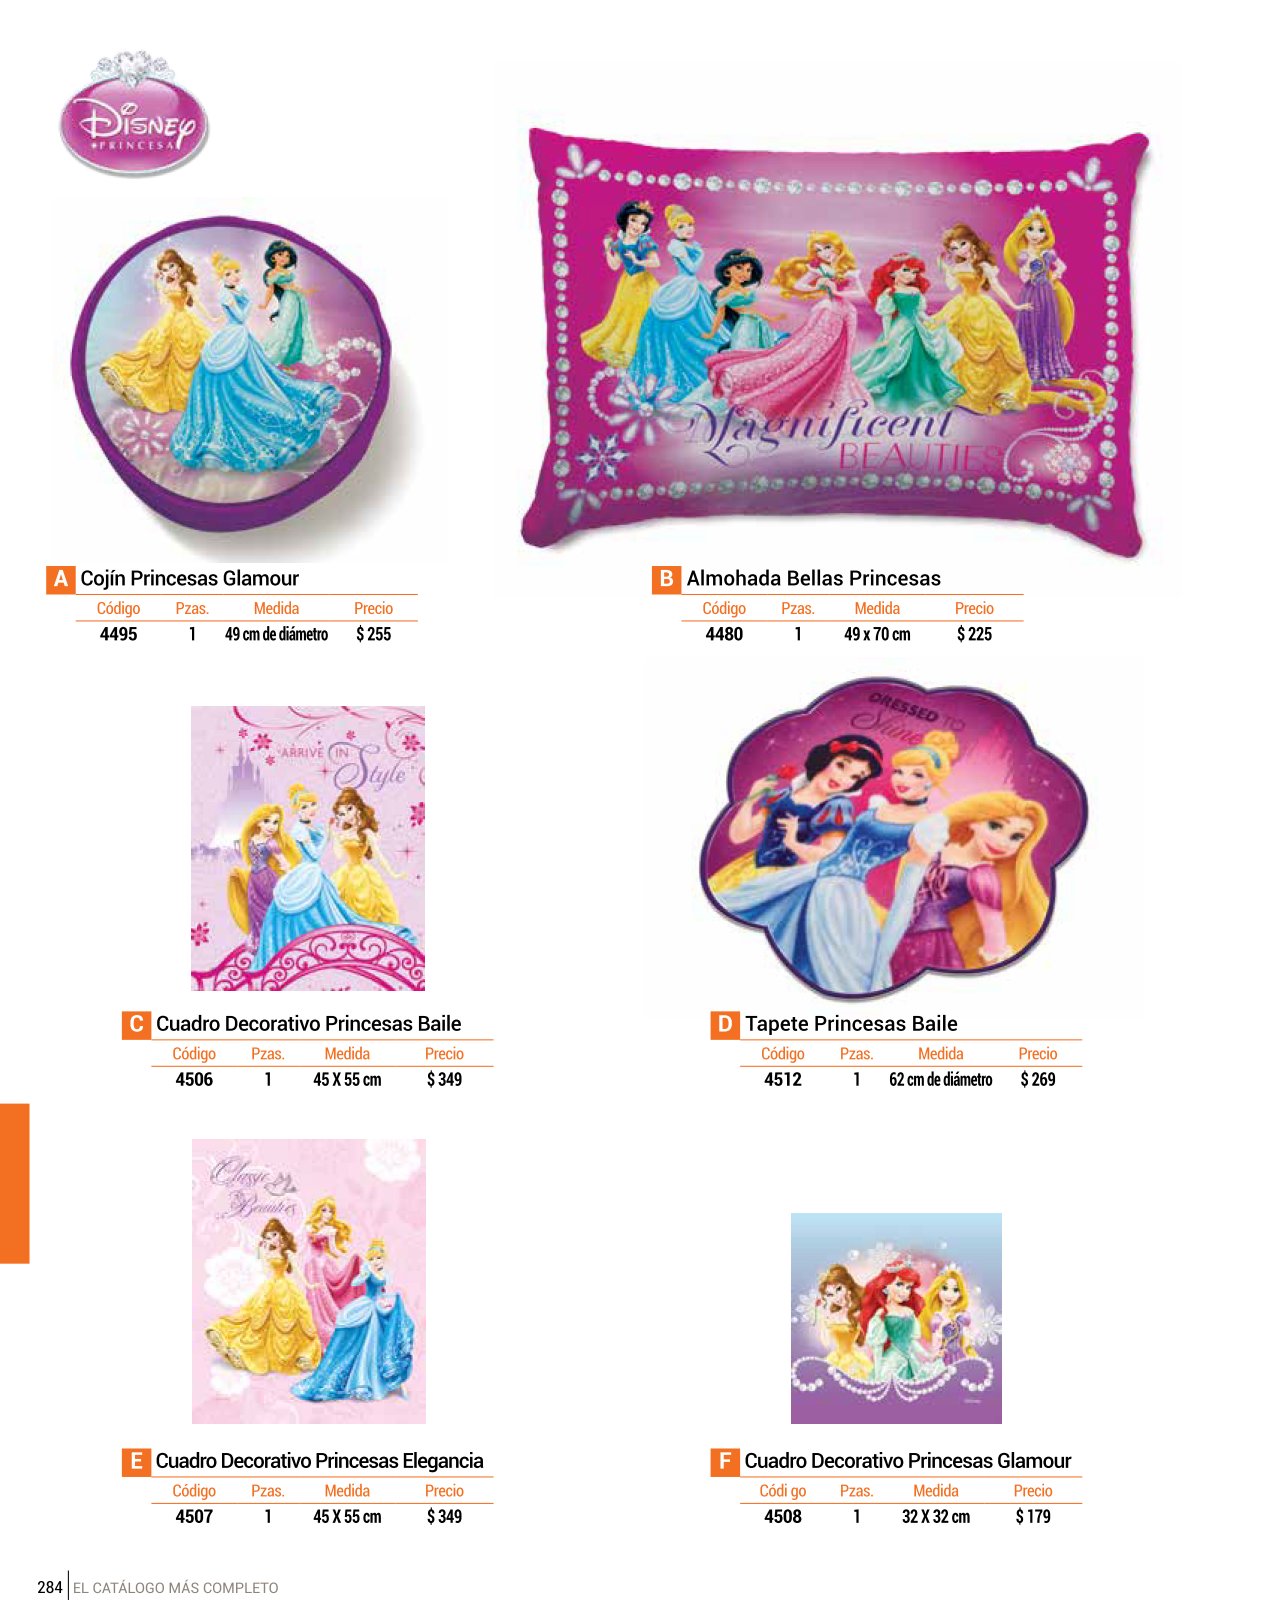 Disney
PRINCESA
Magnificent
BEAUTIES
A Cojín Princesas Glamour
Código Pzas. Medida Precio
4495 1 49 cm de diámetro $ 255
B Almohada Bellas Princesas
Código Pzas. Medida Precio
4480 1 49 x 70 cm $ 225
ARRIVE IN
Style
DRESSED TO
Shine
C Cuadro Decorativo Princesas Baile
Código Pzas. Medida Precio
4506 1 45 X 55 cm $ 349
D Tapete Princesas Baile
Código Pzas. Medida Precio
4512 1 62 cm de diámetro $ 269
Classic
Beauties
E Cuadro Decorativo Princesas Elegancia
Código Pzas. Medida Precio
4507 1 45 X 55 cm $ 349
F Cuadro Decorativo Princesas Glamour
Códi go Pzas. Medida Precio
4508 1 32 X 32 cm $ 179
284 EL CATÁLOGO MÁS COMPLETO